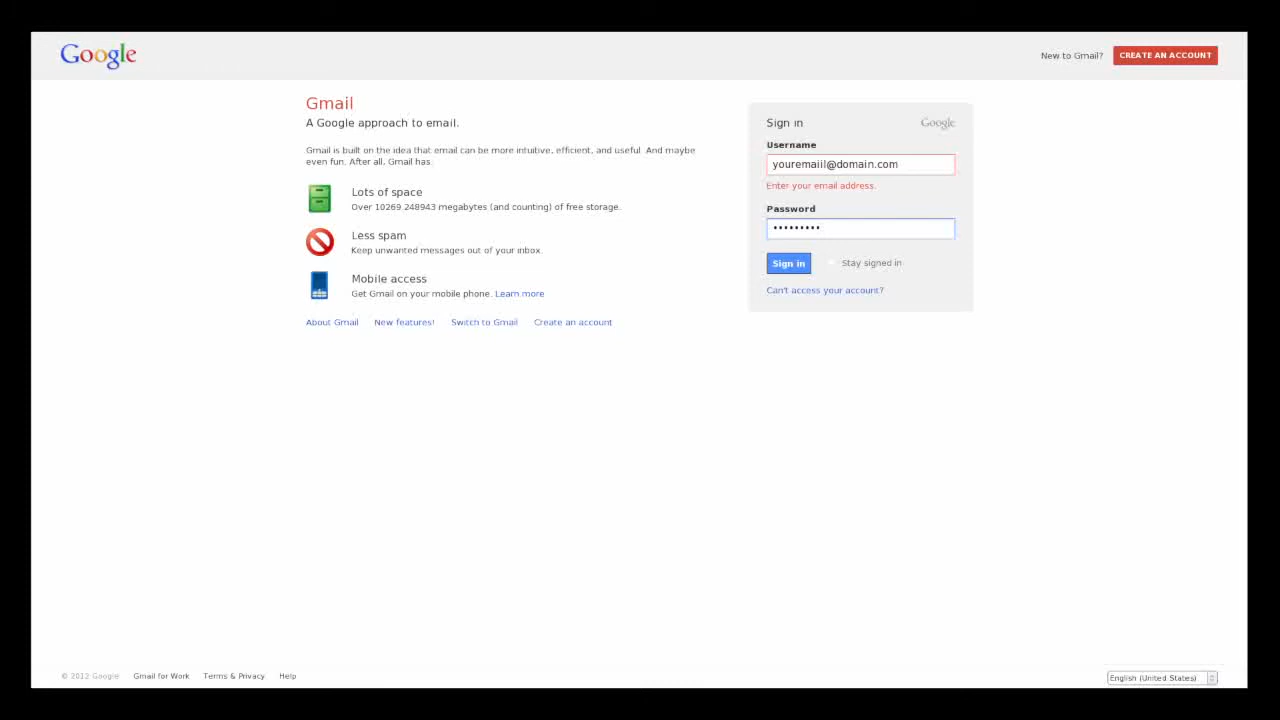 Google
New to Gmail? CREATE AN ACCOUNT
Gmail
A Google approach to email.
Gmail is built on the idea that email can be more intuitive, efficient, and useful. And maybe
even fun. After all, Gmail has:
Lots of space
Over 10269.248943 megabytes (and counting) of free storage.
Less spam
Keep unwanted messages out of your inbox.
Mobile access
Get Gmail on your mobile phone. Learn more
About Gmail New features! Switch to Gmail Create an account
Sign in Google
Username
youremaiil@domain.com
Enter your email address.
Password
•••••••••
Sign in Stay signed in
Can't access your account?
© 2012 Google Gmail for Work Terms & Privacy Help
English (United States)